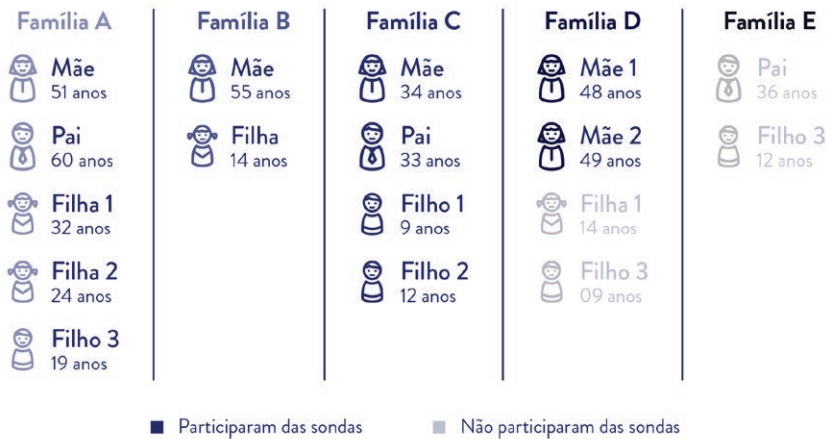 Família A
Mãe
51 anos
Pai
60 anos
Filha 1
32 anos
Filha 2
24 anos
Filho 3
19 anos
Família B
Mãe
55 anos
Filha
14 anos
Família C
Mãe
34 anos
Pai
33 anos
Filho 1
9 anos
Filho 2
12 anos
Família D
Mãe 1
48 anos
Mãe 2
49 anos
Filha 1
14 anos
Filho 3
09 anos
Família E
Pai
36 anos
Filho 3
12 anos
Participaram das sondas
Não participaram das sondas